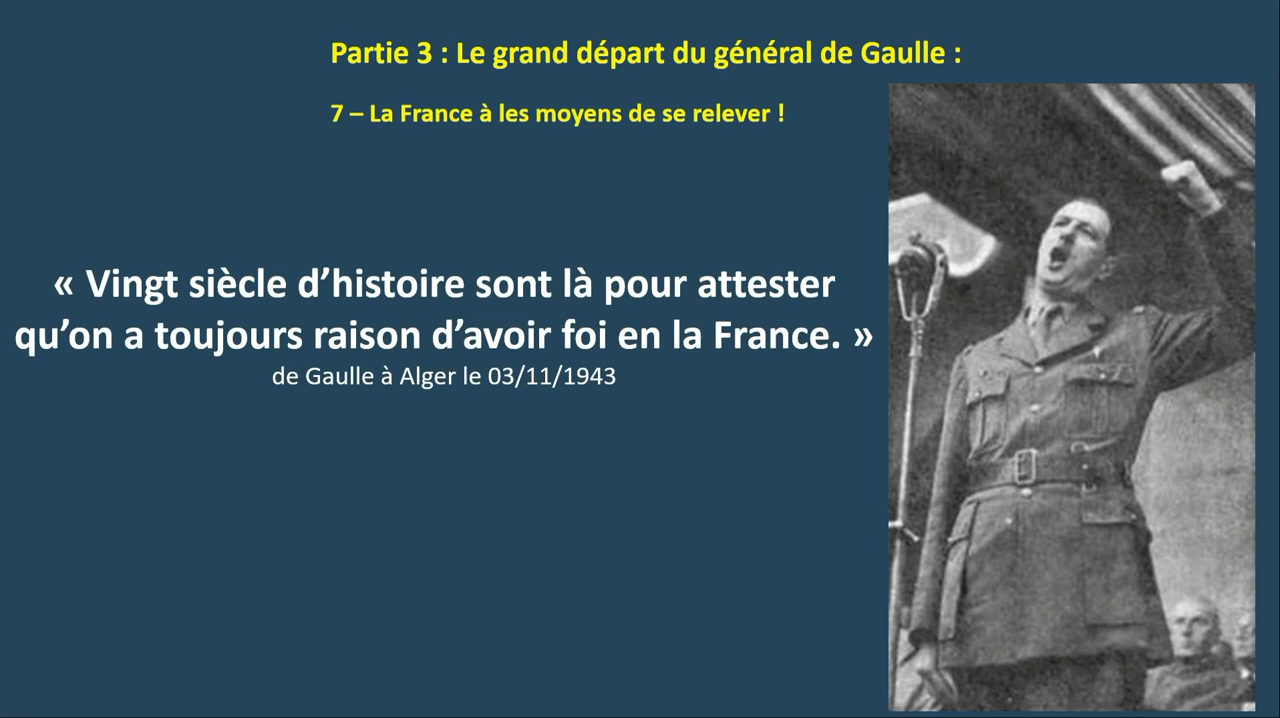 Partie 3 : Le grand départ du général de Gaulle :
7 – La France à les moyens de se relever !
« Vingt siècle d’histoire sont là pour attester
qu’on a toujours raison d’avoir foi en la France. »
de Gaulle à Alger le 03/11/1943